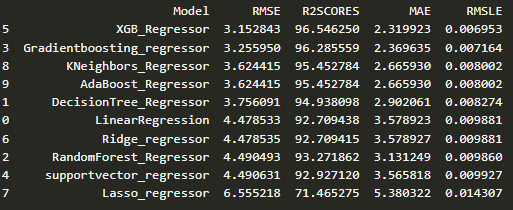 Model RMSE R2SCORES MAE RMSLE
5 XGB_Regressor 3.152843 96.546250 2.319923 0.006953
3 Gradientboosting_regressor 3.255950 96.285559 2.369635 0.007164
8 KNeighbors_Regressor 3.624415 95.452784 2.665930 0.008002
9 AdaBoost_Regressor 3.624415 95.452784 2.665930 0.008002
1 DecisionTree_Regressor 3.756091 94.938098 2.902061 0.008274
0 LinearRegression 4.478533 92.709438 3.578923 0.009881
6 Ridge_regressor 4.478535 92.709415 3.578927 0.009881
2 RandomForest_Regressor 4.490493 93.271862 3.131249 0.009860
4 supportvector_regressor 4.490631 92.927120 3.565818 0.009927
7 Lasso_regressor 6.555218 71.465275 5.380322 0.014307